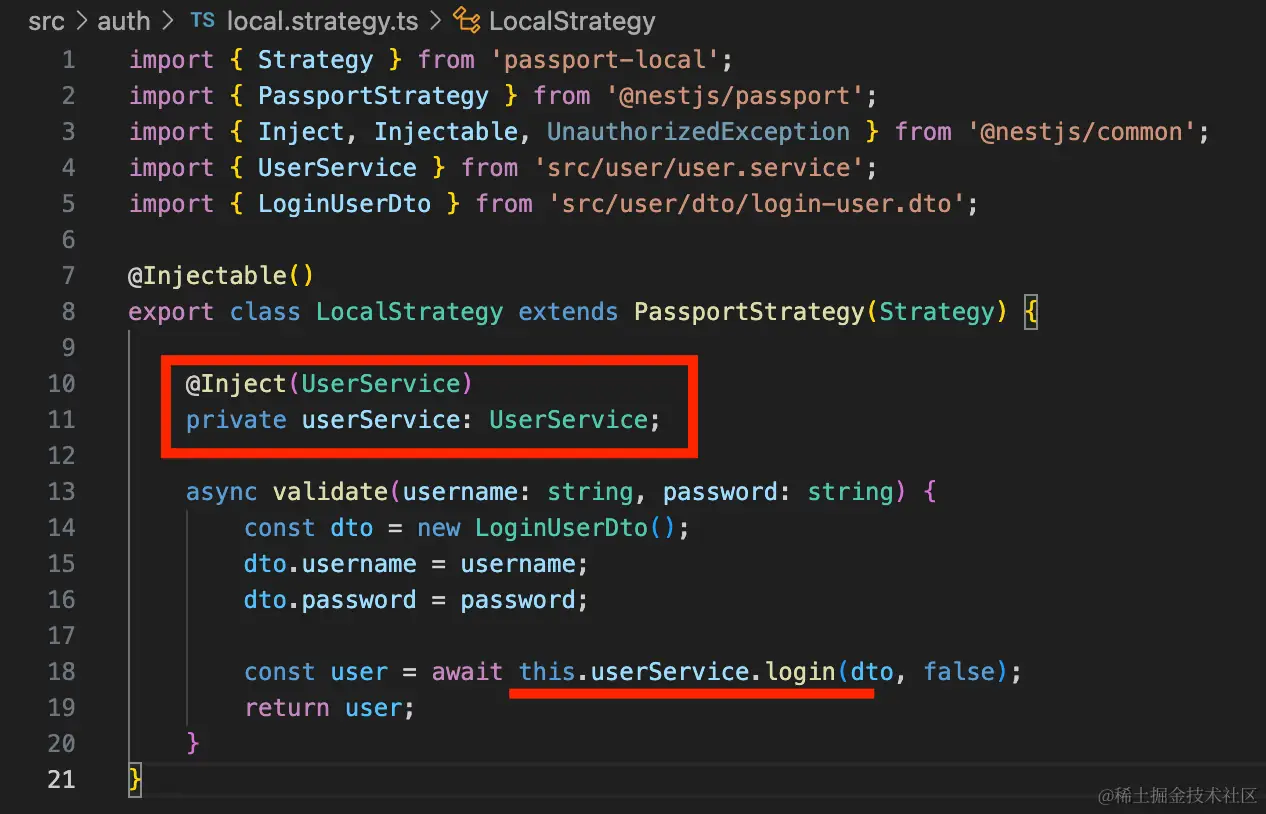 src > auth > TS local.strategy.ts > LocalStrategy
1 import { Strategy } from 'passport-local';
2 import { PassportStrategy } from '@nestjs/passport';
3 import { Inject, Injectable, UnauthorizedException } from '@nestjs/common';
4 import { UserService } from 'src/user/user.service';
5 import { LoginUserDto } from 'src/user/dto/login-user.dto';
6
7 @Injectable()
8 export class LocalStrategy extends PassportStrategy(Strategy) {
9
10 @Inject(UserService)
11 private userService: UserService;
12
13 async validate(username: string, password: string) {
14 const dto = new LoginUserDto();
15 dto.username = username;
16 dto.password = password;
17
18 const user = await this.userService.login(dto, false);
19 return user;
20 }
21 }
@稀土掘金技术社区